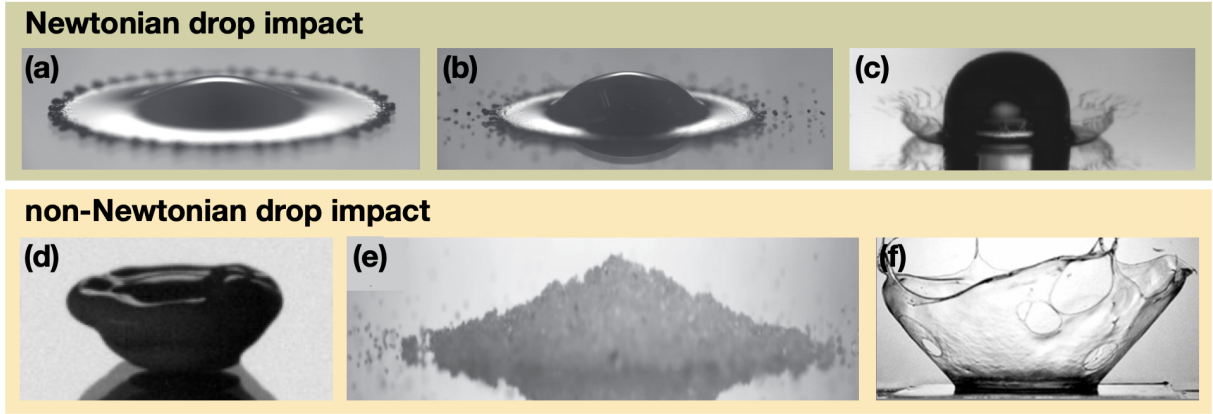 Newtonian drop impact
(a)
(b)
(c)
non-Newtonian drop impact
(d)
(e)
(f)